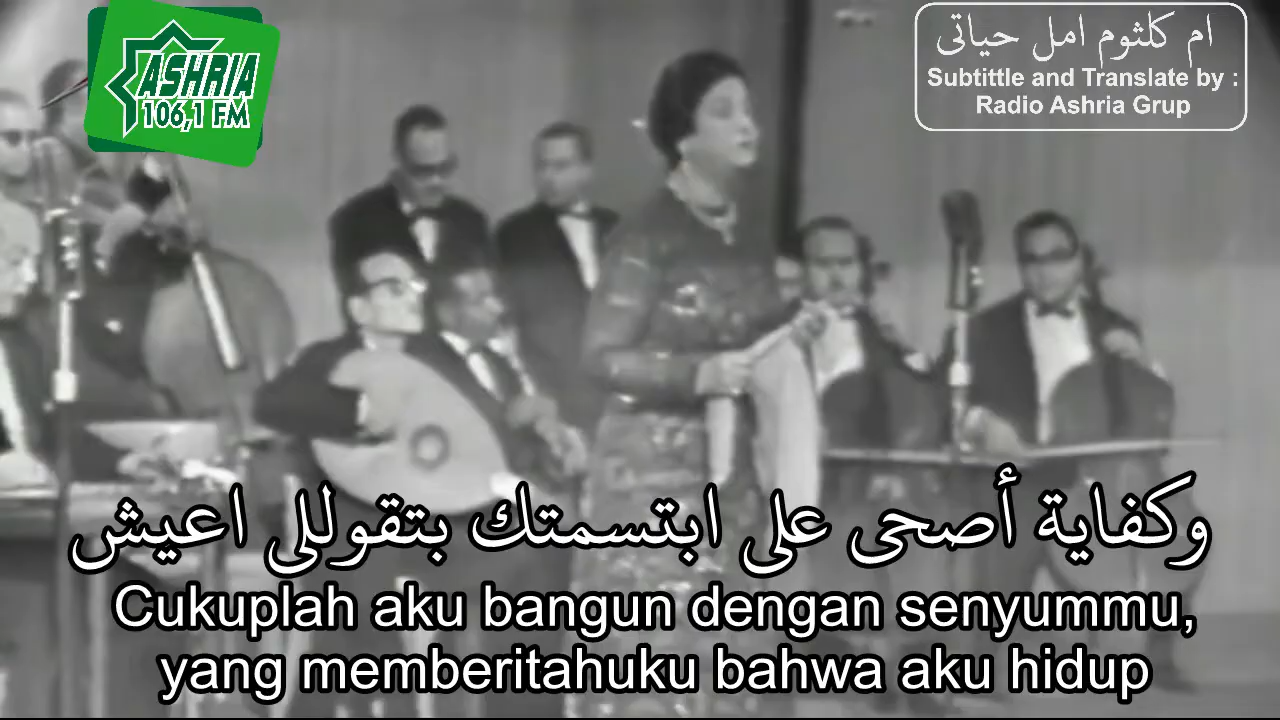 ASHRIA
106,1 FM
ام كلثوم امل حياتى
Subtittle and Translate by :
Radio Ashria Grup
وكفاية أصحى على ابتسمتك بتقوللى اعيش
Cukuplah aku bangun dengan senyummu,
yang memberitahuku bahwa aku hidup